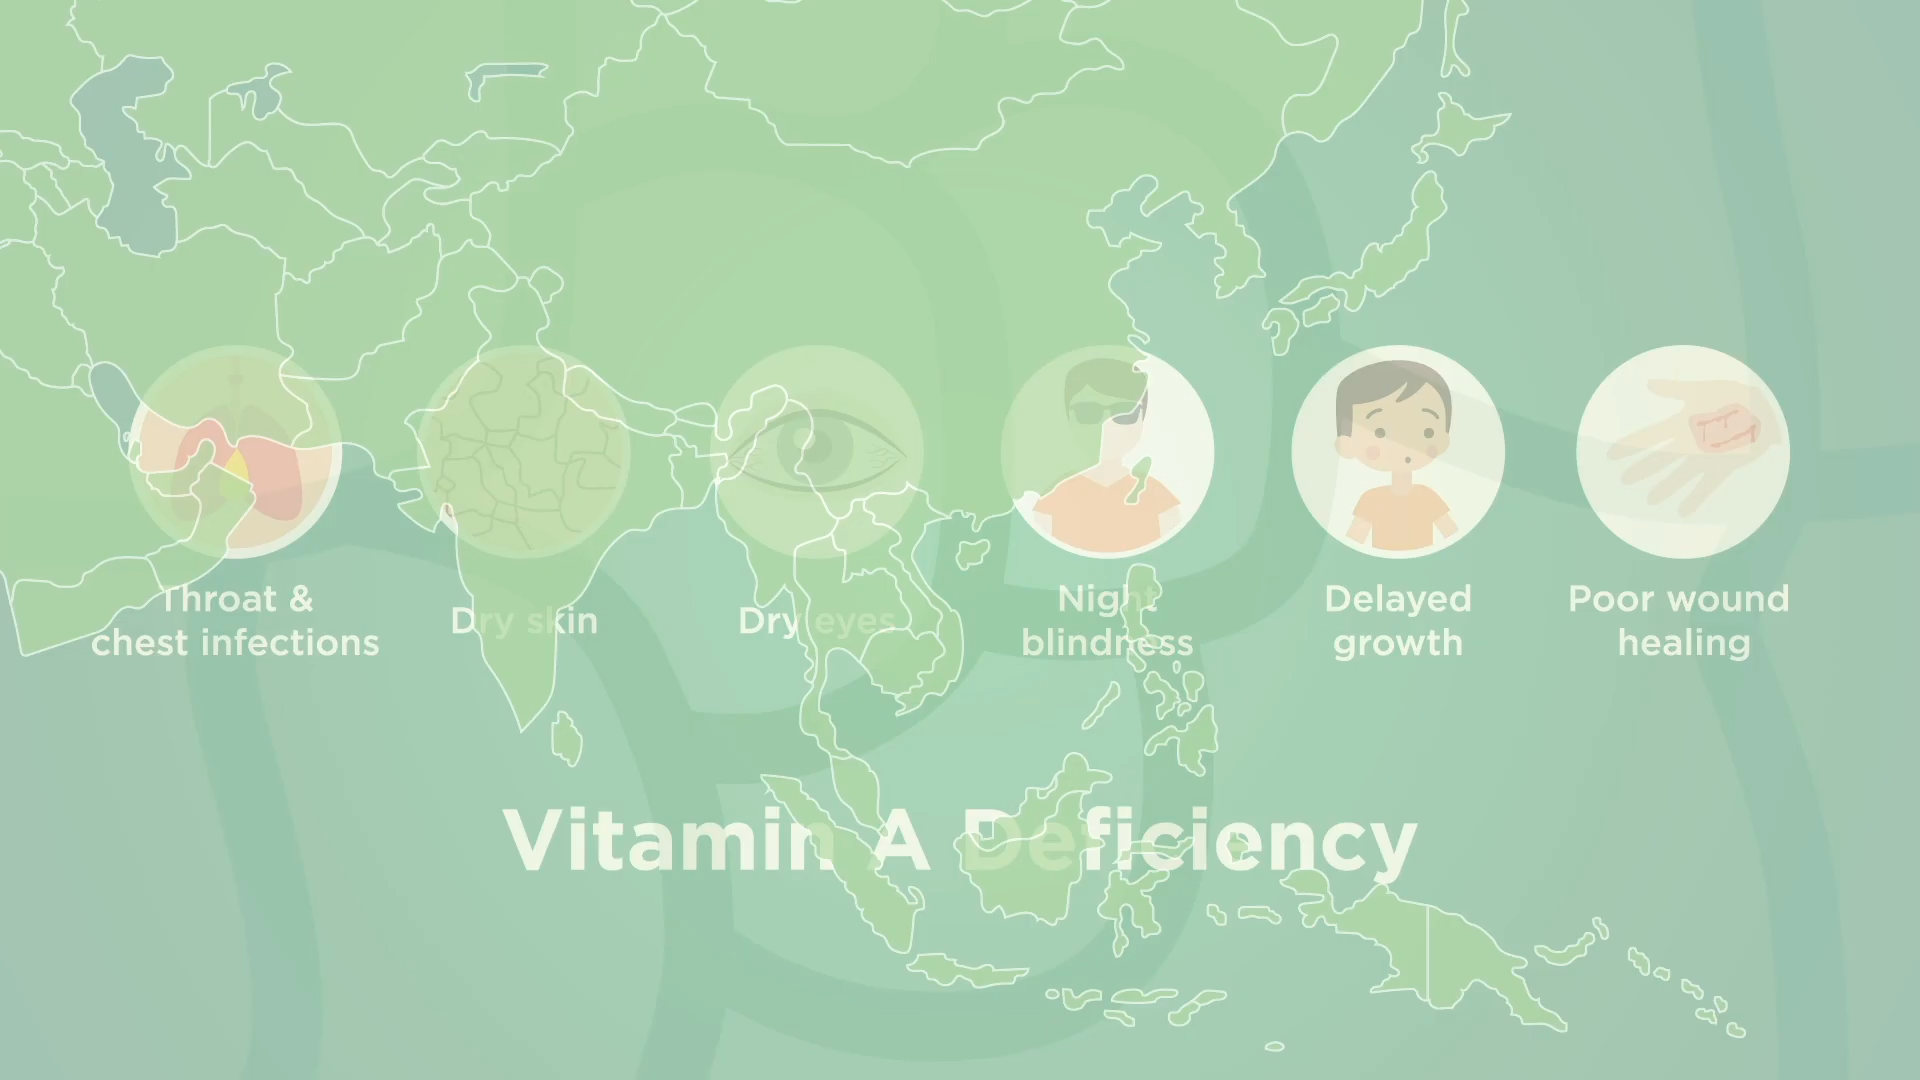 Throat &
chest infections
Dry skin
Dry eyes
Night
blindness
Delayed
growth
Poor wound
healing
Vitamin A Deficiency